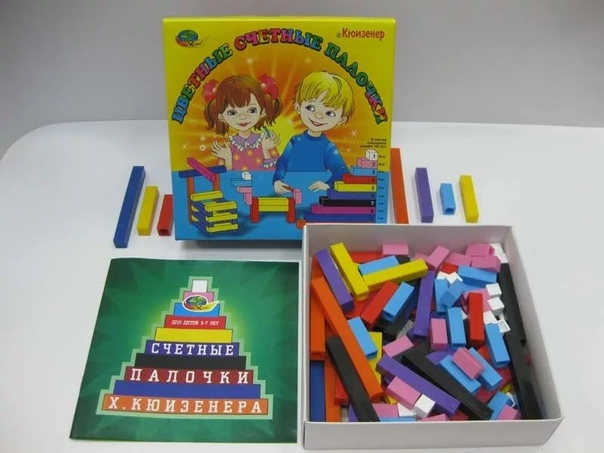 © Кюизенер
ЦВЕТНЫЕ СЧЕТНЫЕ ПАЛОЧКИ
ДЛЯ ДЕТЕЙ 3-7 ЛЕТ
СЧЕТНЫЕ
ПАЛОЧКИ
Х. КЮИЗЕНЕРА